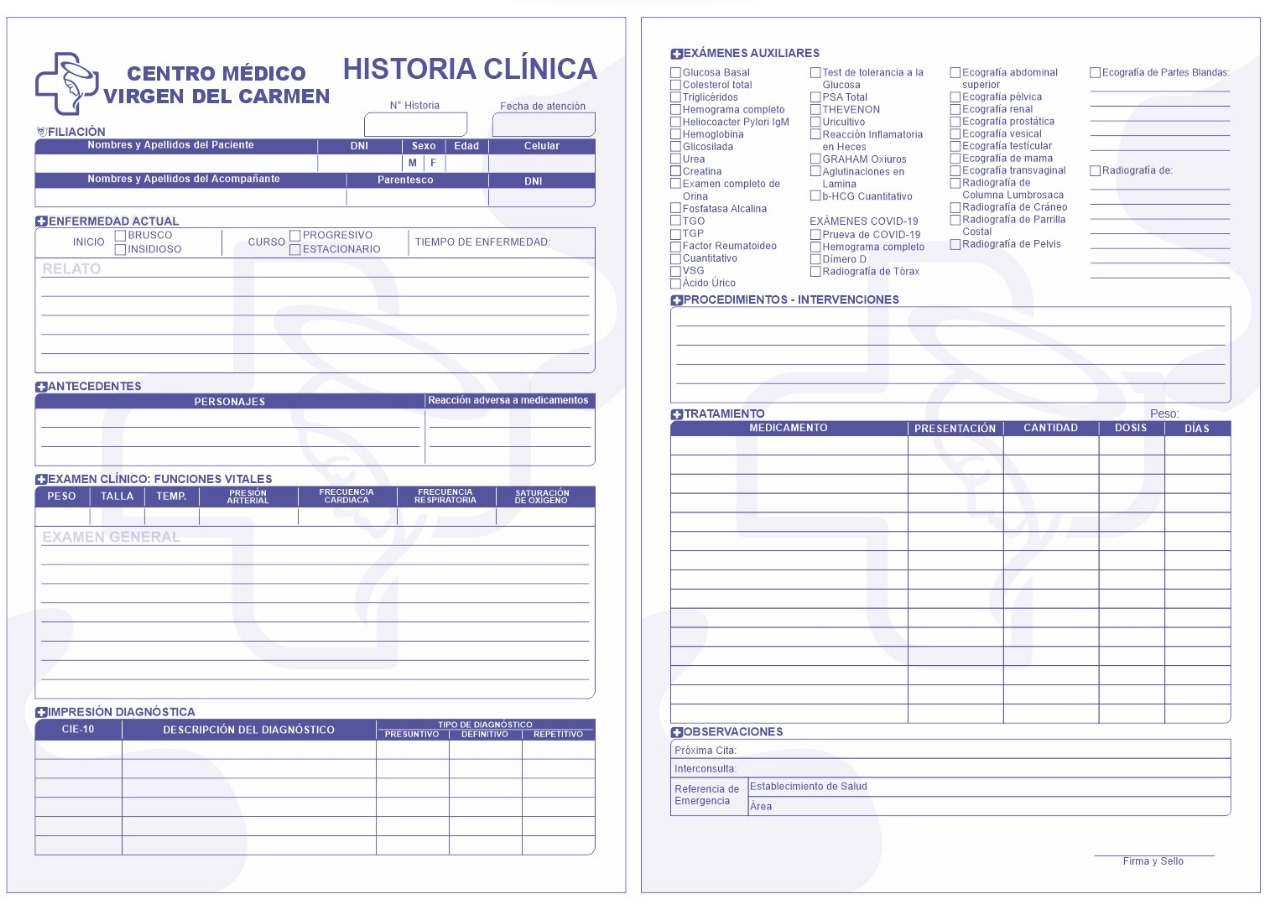 CENTRO MÉDICO
VIRGEN DEL CARMEN
HISTORIA CLÍNICA
N° Historia
Fecha de atención
FILIACIÓN
Nombres y Apellidos del Paciente DNI Sexo Edad Celular
M F
Nombres y Apellidos del Acompañante Parentesco DNI
ENFERMEDAD ACTUAL
INICIO BRUSCO CURSO PROGRESIVO TIEMPO DE ENFERMEDAD:
INSIDIOSO ESTACIONARIO
RELATO
ANTECEDENTES
PERSONAJES Reacción adversa a medicamentos
EXAMEN CLÍNICO: FUNCIONES VITALES
PESO TALLA TEMP. PRESIÓN ARTERIAL FRECUENCIA CARDIACA FRECUENCIA RESPIRATORIA SATURACIÓN DE OXÍGENO
EXAMEN GENERAL
IMPRESIÓN DIAGNÓSTICA
CIE-10 DESCRIPCIÓN DEL DIAGNÓSTICO TIPO DE DIAGNÓSTICO
PRESUNTIVO DEFINITIVO REPETITIVO
EXÁMENES AUXILIARES
Glucosa Basal
Colesterol total
Triglicéridos
Hemograma completo
Heliocoacter Pylori IgM
Hemoglobina
Glicosilada
Urea
Creatina
Examen completo de
Orina
Fosfatasa Alcalina
TGO
TGP
Factor Reumatoideo
Cuantitativo
VSG
Ácido Úrico
Test de tolerancia a la
Glucosa
PSA Total
THEVENON
Uricultivo
Reacción Inflamatoria
en Heces
GRAHAM Oxiuros
Aglutinaciones en
Lamina
b-HCG Cuantitativo
EXÁMENES COVID-19
Prueva de COVID-19
Hemograma completo
Dímero D
Radiografía de Tórax
Ecografía abdominal
superior
Ecografía pélvica
Ecografía renal
Ecografía prostática
Ecografía vesical
Ecografía testicular
Ecografía de mama
Ecografía transvaginal
Radiografía de
Columna Lumbrosaca
Radiografía de Cráneo
Radiografía de Parrilla
Costal
Radiografía de Pelvis
Ecografía de Partes Blandas:
Radiografía de:
PROCEDIMIENTOS - INTERVENCIONES
TRATAMIENTO Peso:
MEDICAMENTO PRESENTACIÓN CANTIDAD DOSIS DÍAS
OBSERVACIONES
Próxima Cita:
Interconsulta:
Referencia de
Emergencia
Establecimiento de Salud
Área
Firma y Sello